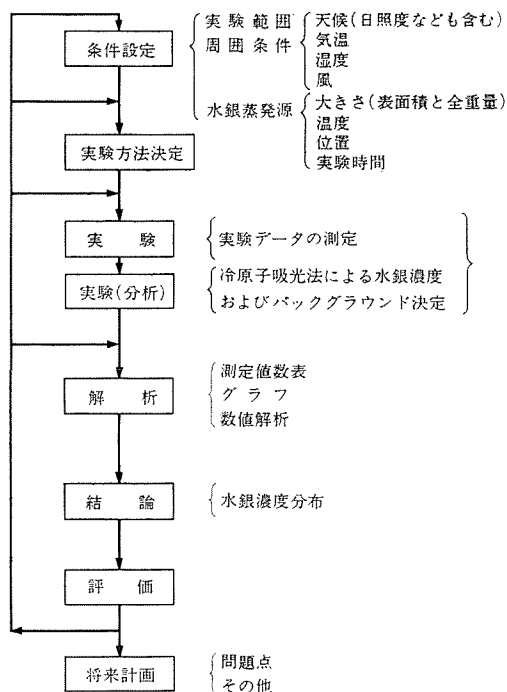 条件設定
実験範囲
周囲条件
天候(日照度なども含む)
気温
湿度
風
水銀蒸発源
大きさ(表面積と全重量)
温度
位置
実験時間
実験方法決定
実験
実験データの測定
実験(分析)
冷原子吸光法による水銀濃度
およびバックグラウンド決定
解析
測定値数表
グラフ
数値解析
結論
水銀濃度分布
評価
将来計画
問題点
その他